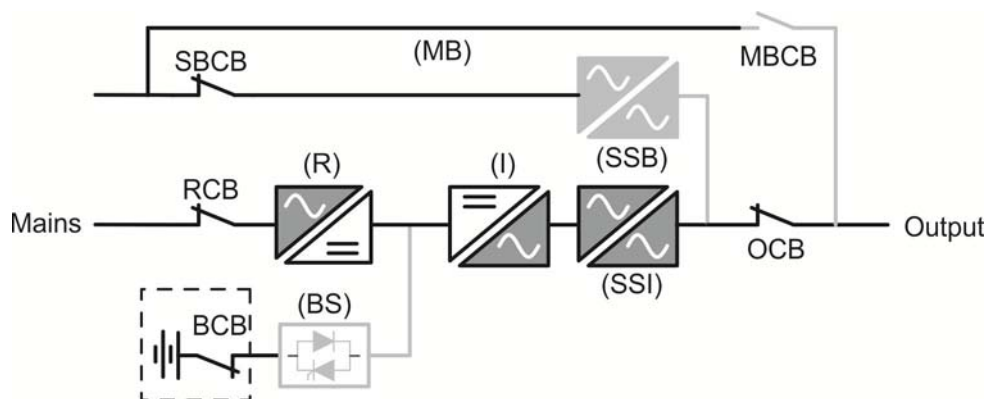 (MB)
SBCB
MBCB
(SSB)
(R)
(I)
RCB
Mains
Output
OCB
(SSI)
(BS)
BCB